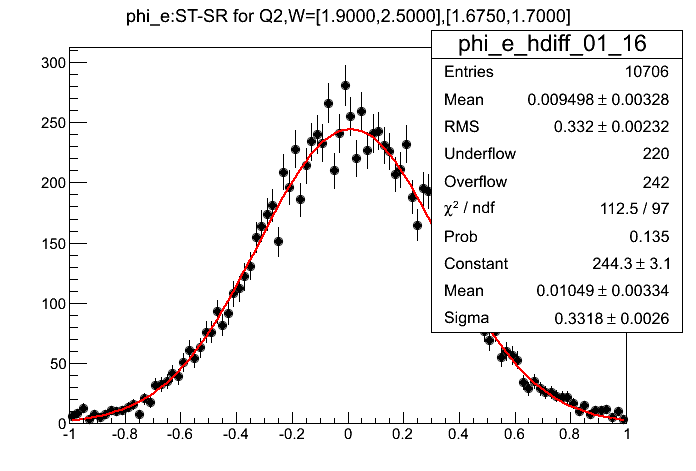 phi_e:ST-SR for Q2,W=[1.9000,2.5000],[1.6750,1.7000]
phi_e_hdiff_01_16
Entries 10706
Mean 0.009498 ± 0.00328
RMS 0.332 ± 0.00232
Underflow 220
Overflow 242
χ² / ndf 112.5 / 97
Prob 0.135
Constant 244.3 ± 3.1
Mean 0.01049 ± 0.00334
Sigma 0.3318 ± 0.0026
300
250
200
150
100
50
0
-1 -0.8 -0.6 -0.4 -0.2 0 0.2 0.4 0.6 0.8 1